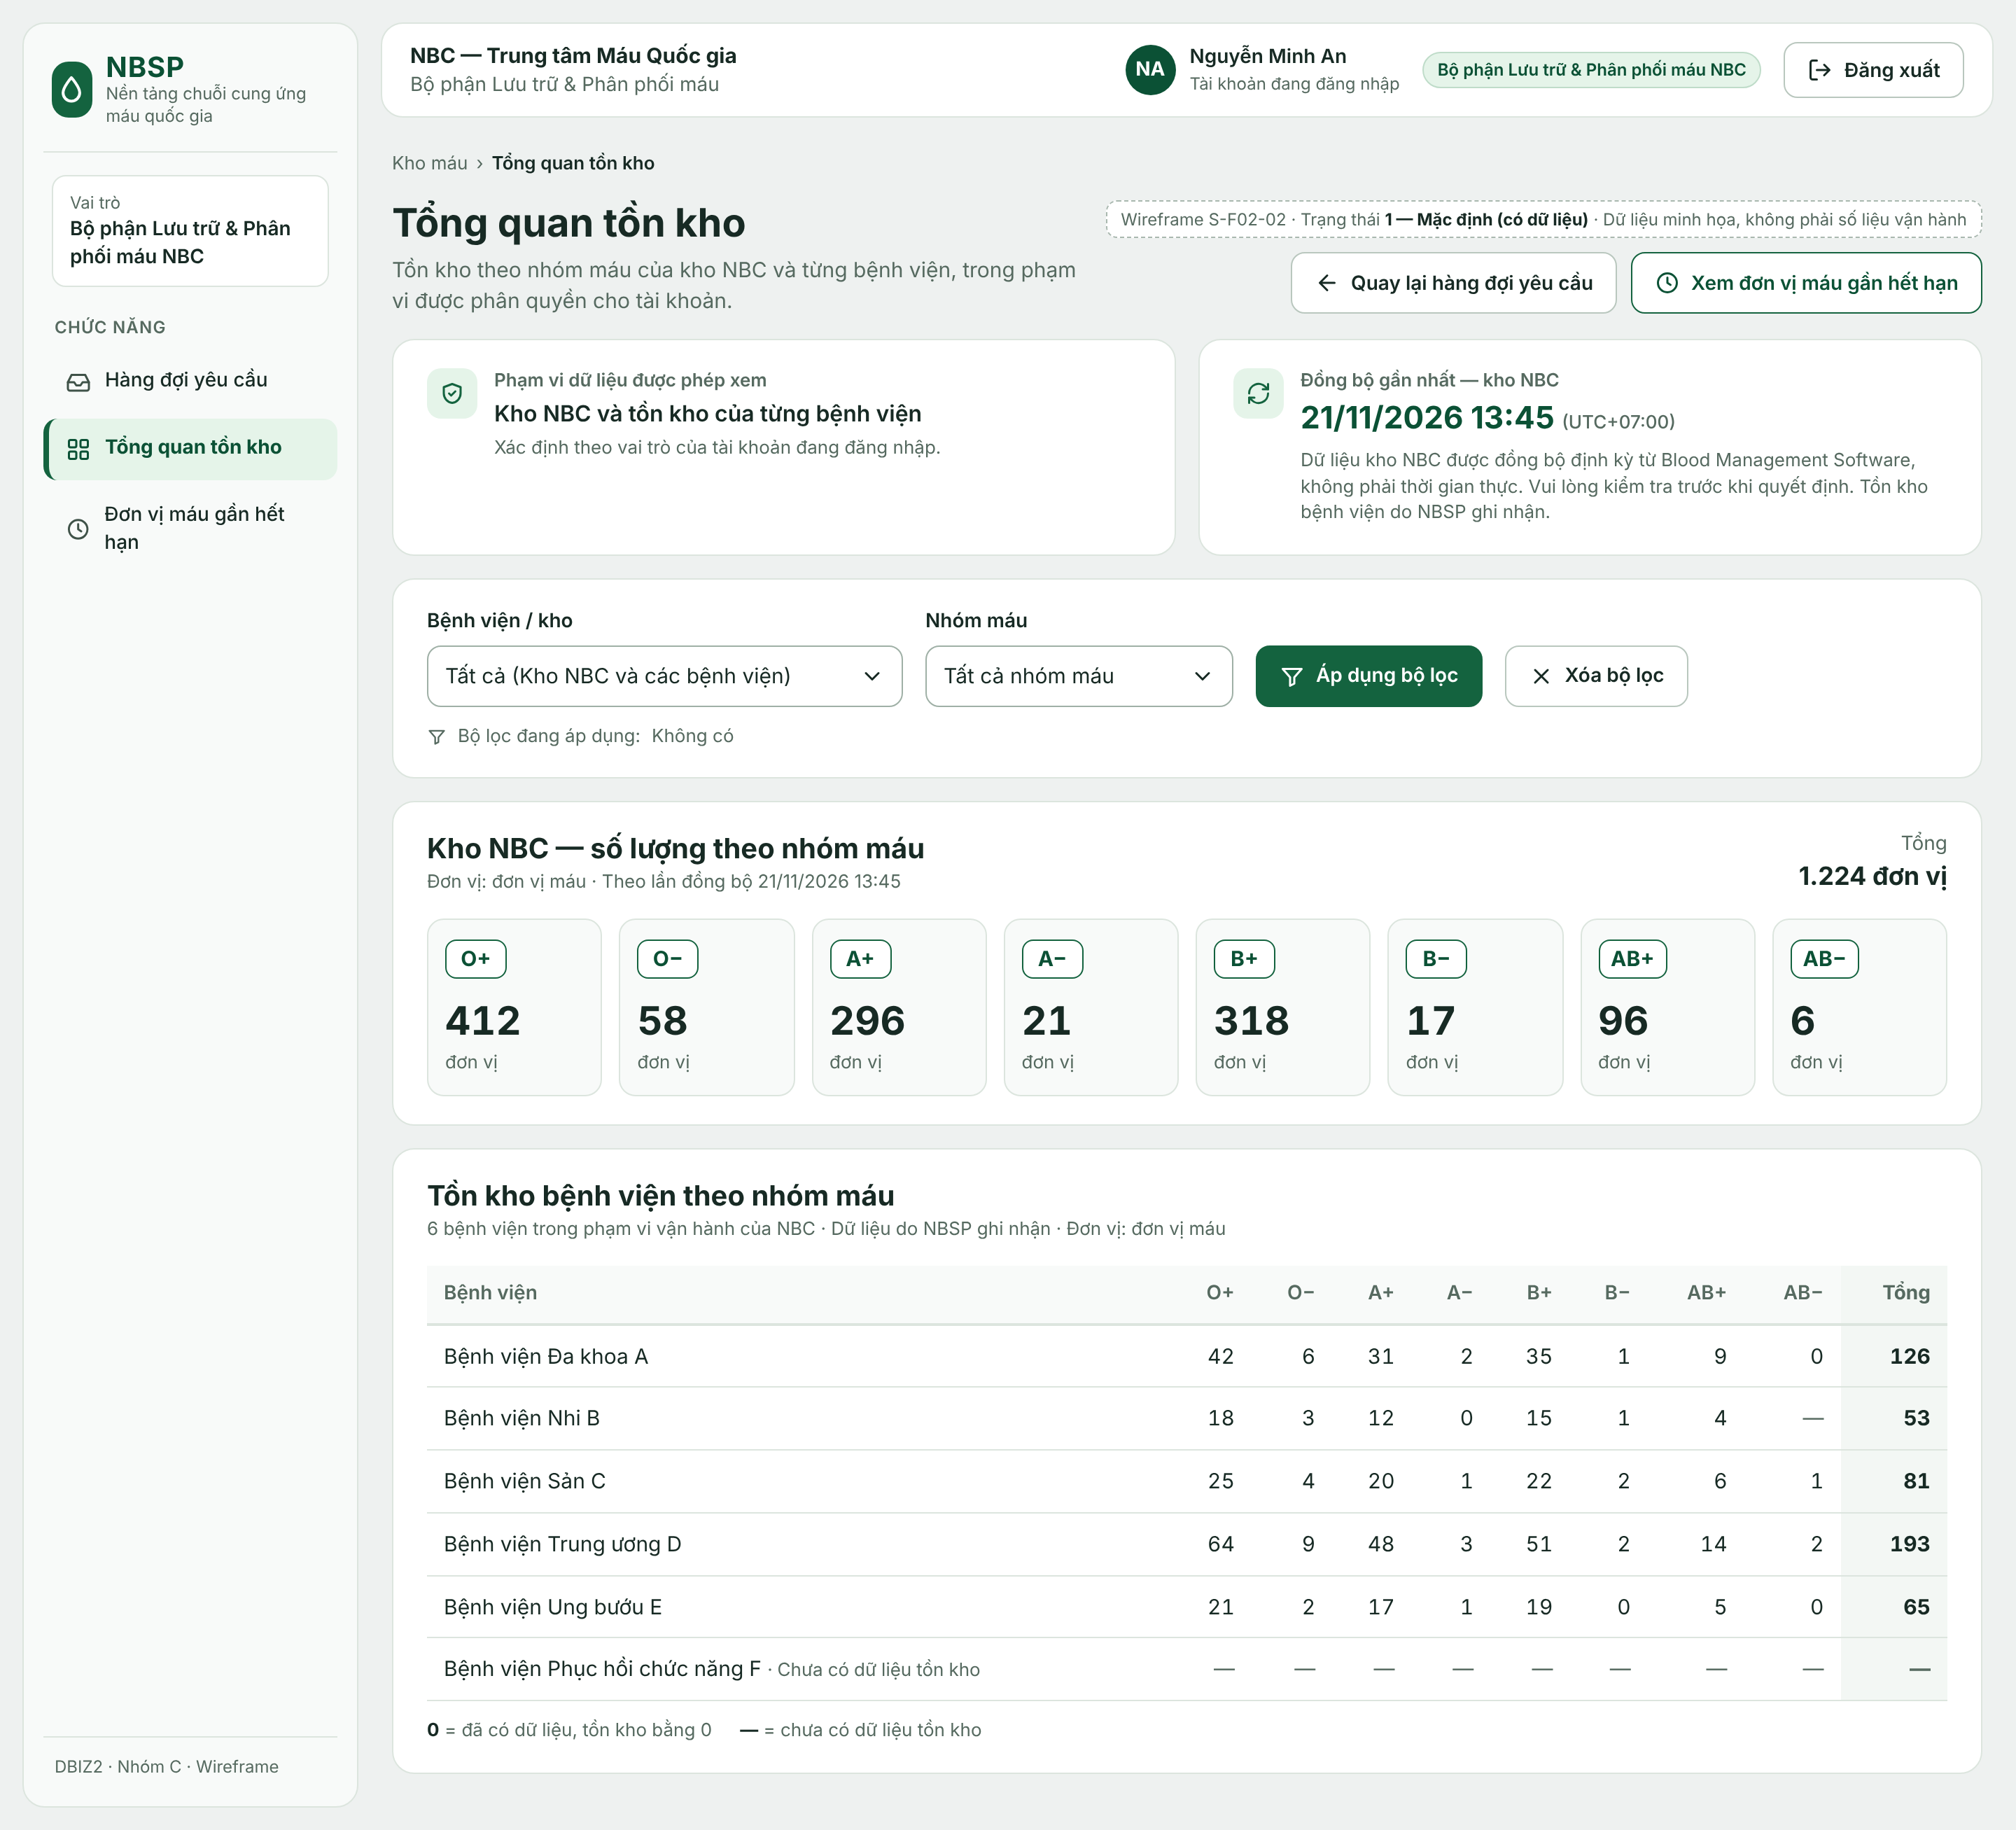 NBSP
Nền tảng chuỗi cung ứng
máu quốc gia
Vai trò
Bộ phận Lưu trữ & Phân
phối máu NBC
CHỨC NĂNG
Hàng đợi yêu cầu
Tổng quan tồn kho
Đơn vị máu gần hết
hạn
DBIZ2 · Nhóm C · Wireframe
NBC — Trung tâm Máu Quốc gia
Bộ phận Lưu trữ & Phân phối máu
NA
Nguyễn Minh An
Tài khoản đang đăng nhập
Bộ phận Lưu trữ & Phân phối máu NBC
Đăng xuất
Kho máu › Tổng quan tồn kho
Tổng quan tồn kho
Tồn kho theo nhóm máu của kho NBC và từng bệnh viện, trong phạm
vi được phân quyền cho tài khoản.
Wireframe S-F02-02 · Trạng thái 1 — Mặc định (có dữ liệu) · Dữ liệu minh họa, không phải số liệu vận hành
Quay lại hàng đợi yêu cầu
Xem đơn vị máu gần hết hạn
Phạm vi dữ liệu được phép xem
Kho NBC và tồn kho của từng bệnh viện
Xác định theo vai trò của tài khoản đang đăng nhập.
Đồng bộ gần nhất — kho NBC
21/11/2026 13:45 (UTC+07:00)
Dữ liệu kho NBC được đồng bộ định kỳ từ Blood Management Software,
không phải thời gian thực. Vui lòng kiểm tra trước khi quyết định. Tồn kho
bệnh viện do NBSP ghi nhận.
Bệnh viện / kho
Tất cả (Kho NBC và các bệnh viện)
Nhóm máu
Tất cả nhóm máu
Áp dụng bộ lọc
Xóa bộ lọc
Bộ lọc đang áp dụng: Không có
Kho NBC — số lượng theo nhóm máu
Đơn vị: đơn vị máu · Theo lần đồng bộ 21/11/2026 13:45
Tổng
1.224 đơn vị
O+ O− A+ A− B+ B− AB+ AB−
412 58 296 21 318 17 96 6
đơn vị đơn vị đơn vị đơn vị đơn vị đơn vị đơn vị đơn vị
Tồn kho bệnh viện theo nhóm máu
6 bệnh viện trong phạm vi vận hành của NBC · Dữ liệu do NBSP ghi nhận · Đơn vị: đơn vị máu
Bệnh viện O+ O− A+ A− B+ B− AB+ AB− Tổng
Bệnh viện Đa khoa A 42 6 31 2 35 1 9 0 126
Bệnh viện Nhi B 18 3 12 0 15 1 4 — 53
Bệnh viện Sản C 25 4 20 1 22 2 6 1 81
Bệnh viện Trung ương D 64 9 48 3 51 2 14 2 193
Bệnh viện Ung bướu E 21 2 17 1 19 0 5 0 65
Bệnh viện Phục hồi chức năng F · Chưa có dữ liệu tồn kho — — — — — — — — —
0 = đã có dữ liệu, tồn kho bằng 0 — = chưa có dữ liệu tồn kho